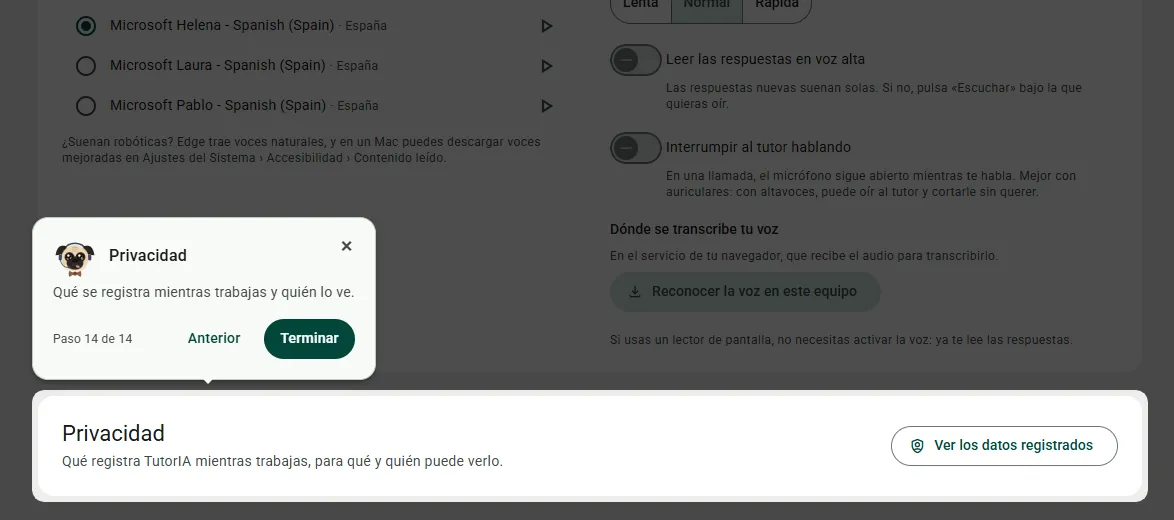 Microsoft Helena - Spanish (Spain) · España
Microsoft Laura - Spanish (Spain) · España
Microsoft Pablo - Spanish (Spain) · España
¿Suenan robóticas? Edge trae voces naturales, y en un Mac puedes descargar voces
mejoradas en Ajustes del Sistema › Accesibilidad › Contenido leído.
Lenta Normal Rápida
Leer las respuestas en voz alta
Las respuestas nuevas suenan solas. Si no, pulsa «Escuchar» bajo la que
quieras oír.
Interrumpir al tutor hablando
En una llamada, el micrófono sigue abierto mientras te habla. Mejor con
auriculares: con altavoces, puede oír al tutor y cortarle sin querer.
Dónde se transcribe tu voz
En el servicio de tu navegador, que recibe el audio para transcribirlo.
Reconocer la voz en este equipo
Si usas un lector de pantalla, no necesitas activar la voz: ya te lee las respuestas.
Privacidad
Qué se registra mientras trabajas y quién lo ve.
Paso 14 de 14 Anterior Terminar
Privacidad
Qué registra TutorIA mientras trabajas, para qué y quién puede verlo.
Ver los datos registrados